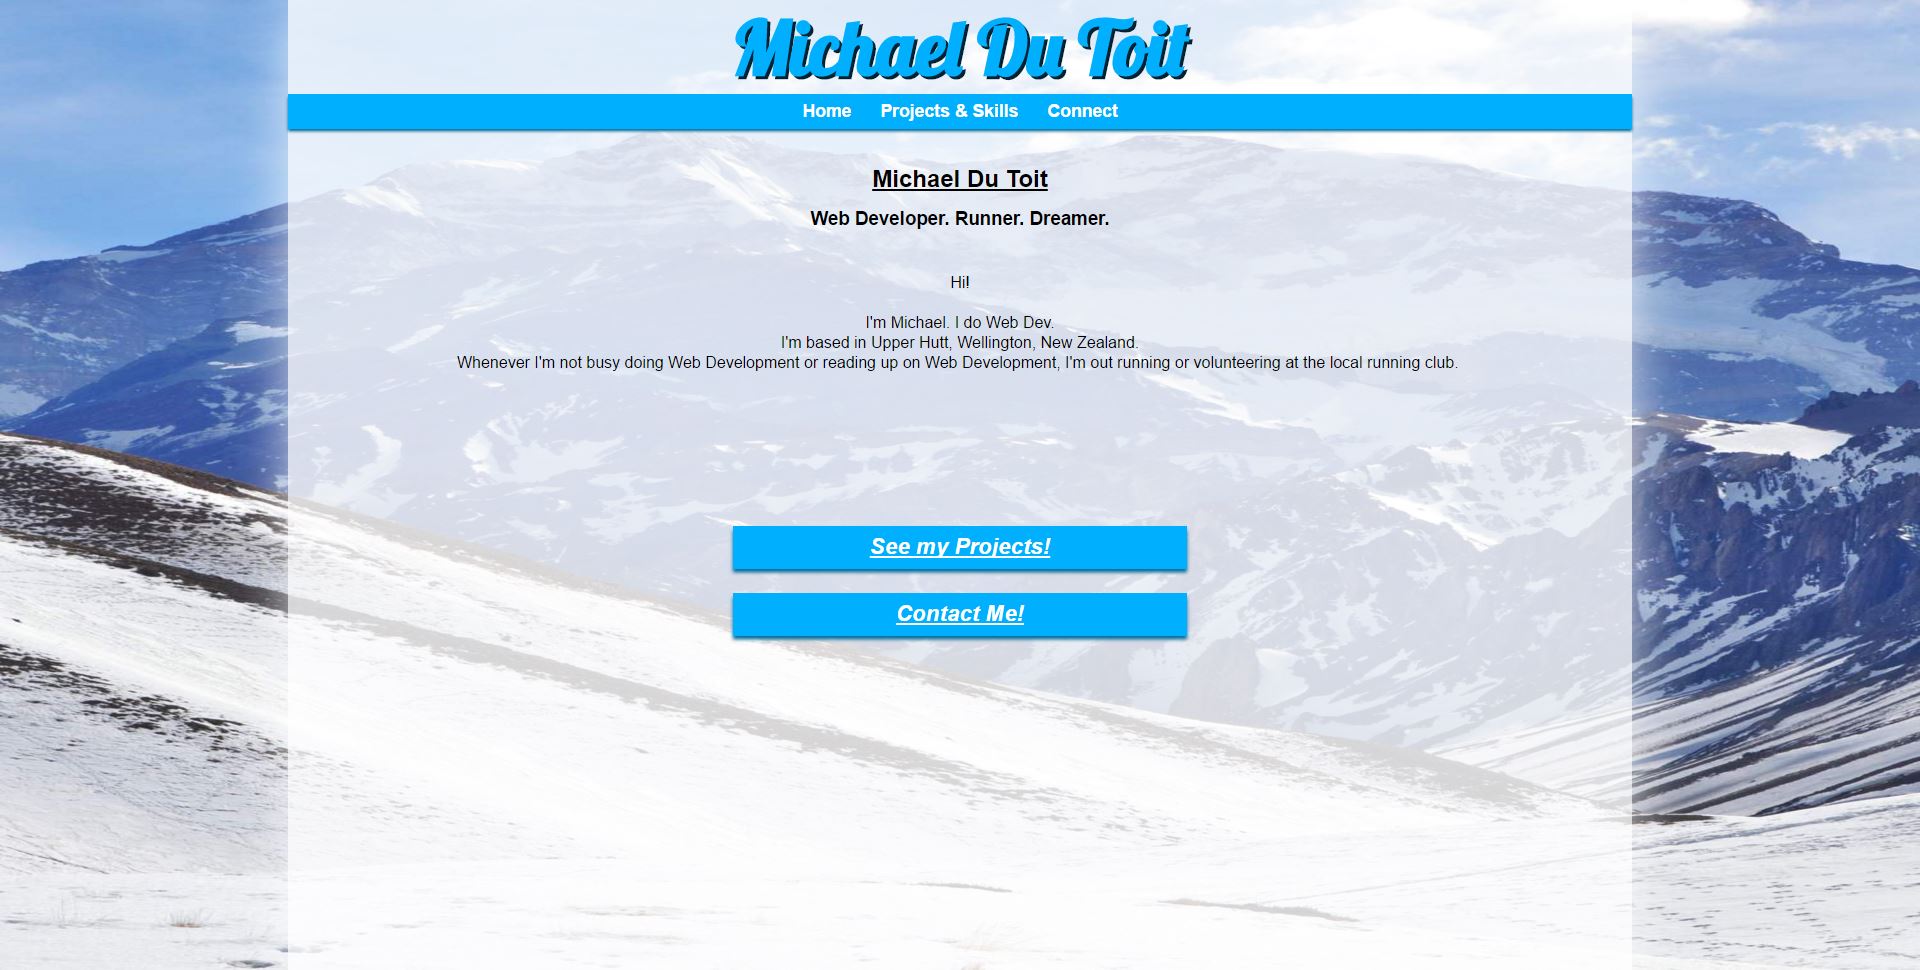 Michael Du Toit
Home Projects & Skills Connect
Michael Du Toit
Web Developer. Runner. Dreamer.
Hi!
I'm Michael. I do Web Dev.
I'm based in Upper Hutt, Wellington, New Zealand.
Whenever I'm not busy doing Web Development or reading up on Web Development, I'm out running or volunteering at the local running club.
See my Projects!
Contact Me!